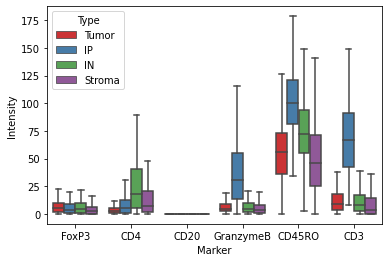 Type
Tumor
IP
IN
Stroma
Intensity
175
150
125
100
75
50
25
0
FoxP3 CD4 CD20 GranzymeB CD45RO CD3
Marker